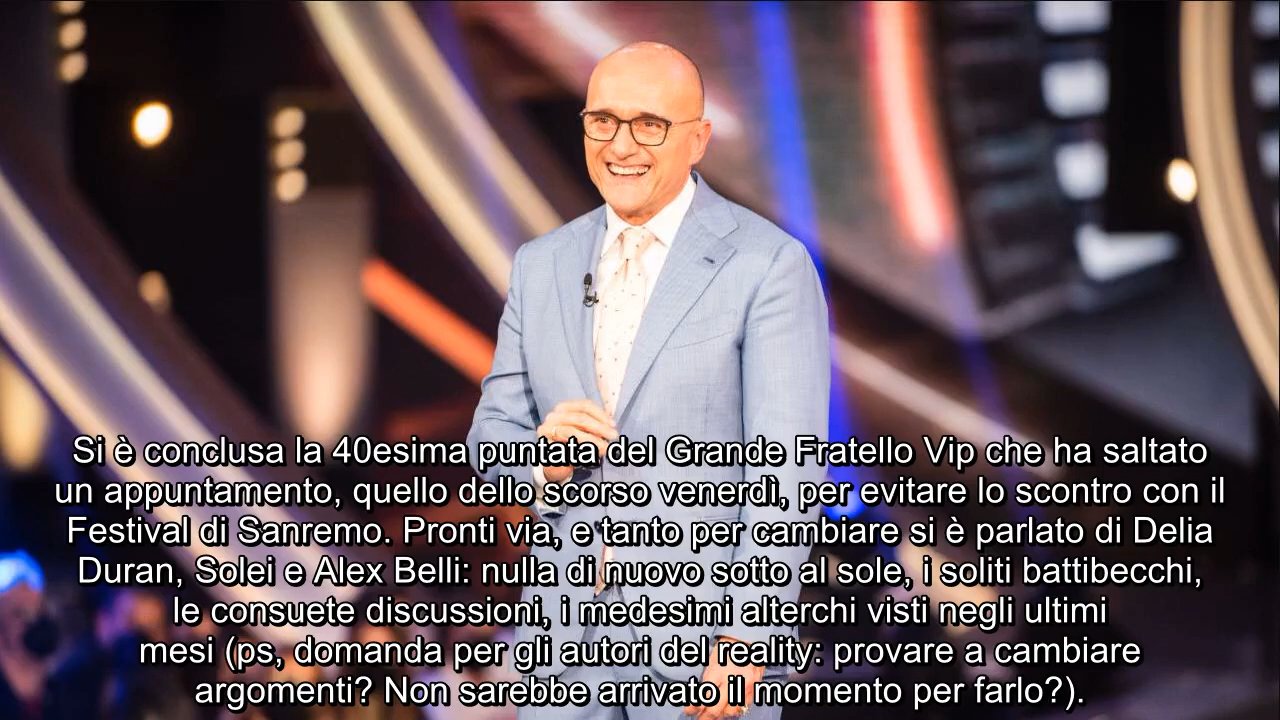 Si è conclusa la 40esima puntata del Grande Fratello Vip che ha saltato
un appuntamento, quello dello scorso venerdì, per evitare lo scontro con il
Festival di Sanremo. Pronti via, e tanto per cambiare si è parlato di Delia
Duran, Solei e Alex Belli: nulla di nuovo sotto al sole, i soliti battibecchi,
le consuete discussioni, i medesimi alterchi visti negli ultimi
mesi (ps, domanda per gli autori del reality: provare a cambiare
argomenti? Non sarebbe arrivato il momento per farlo?).